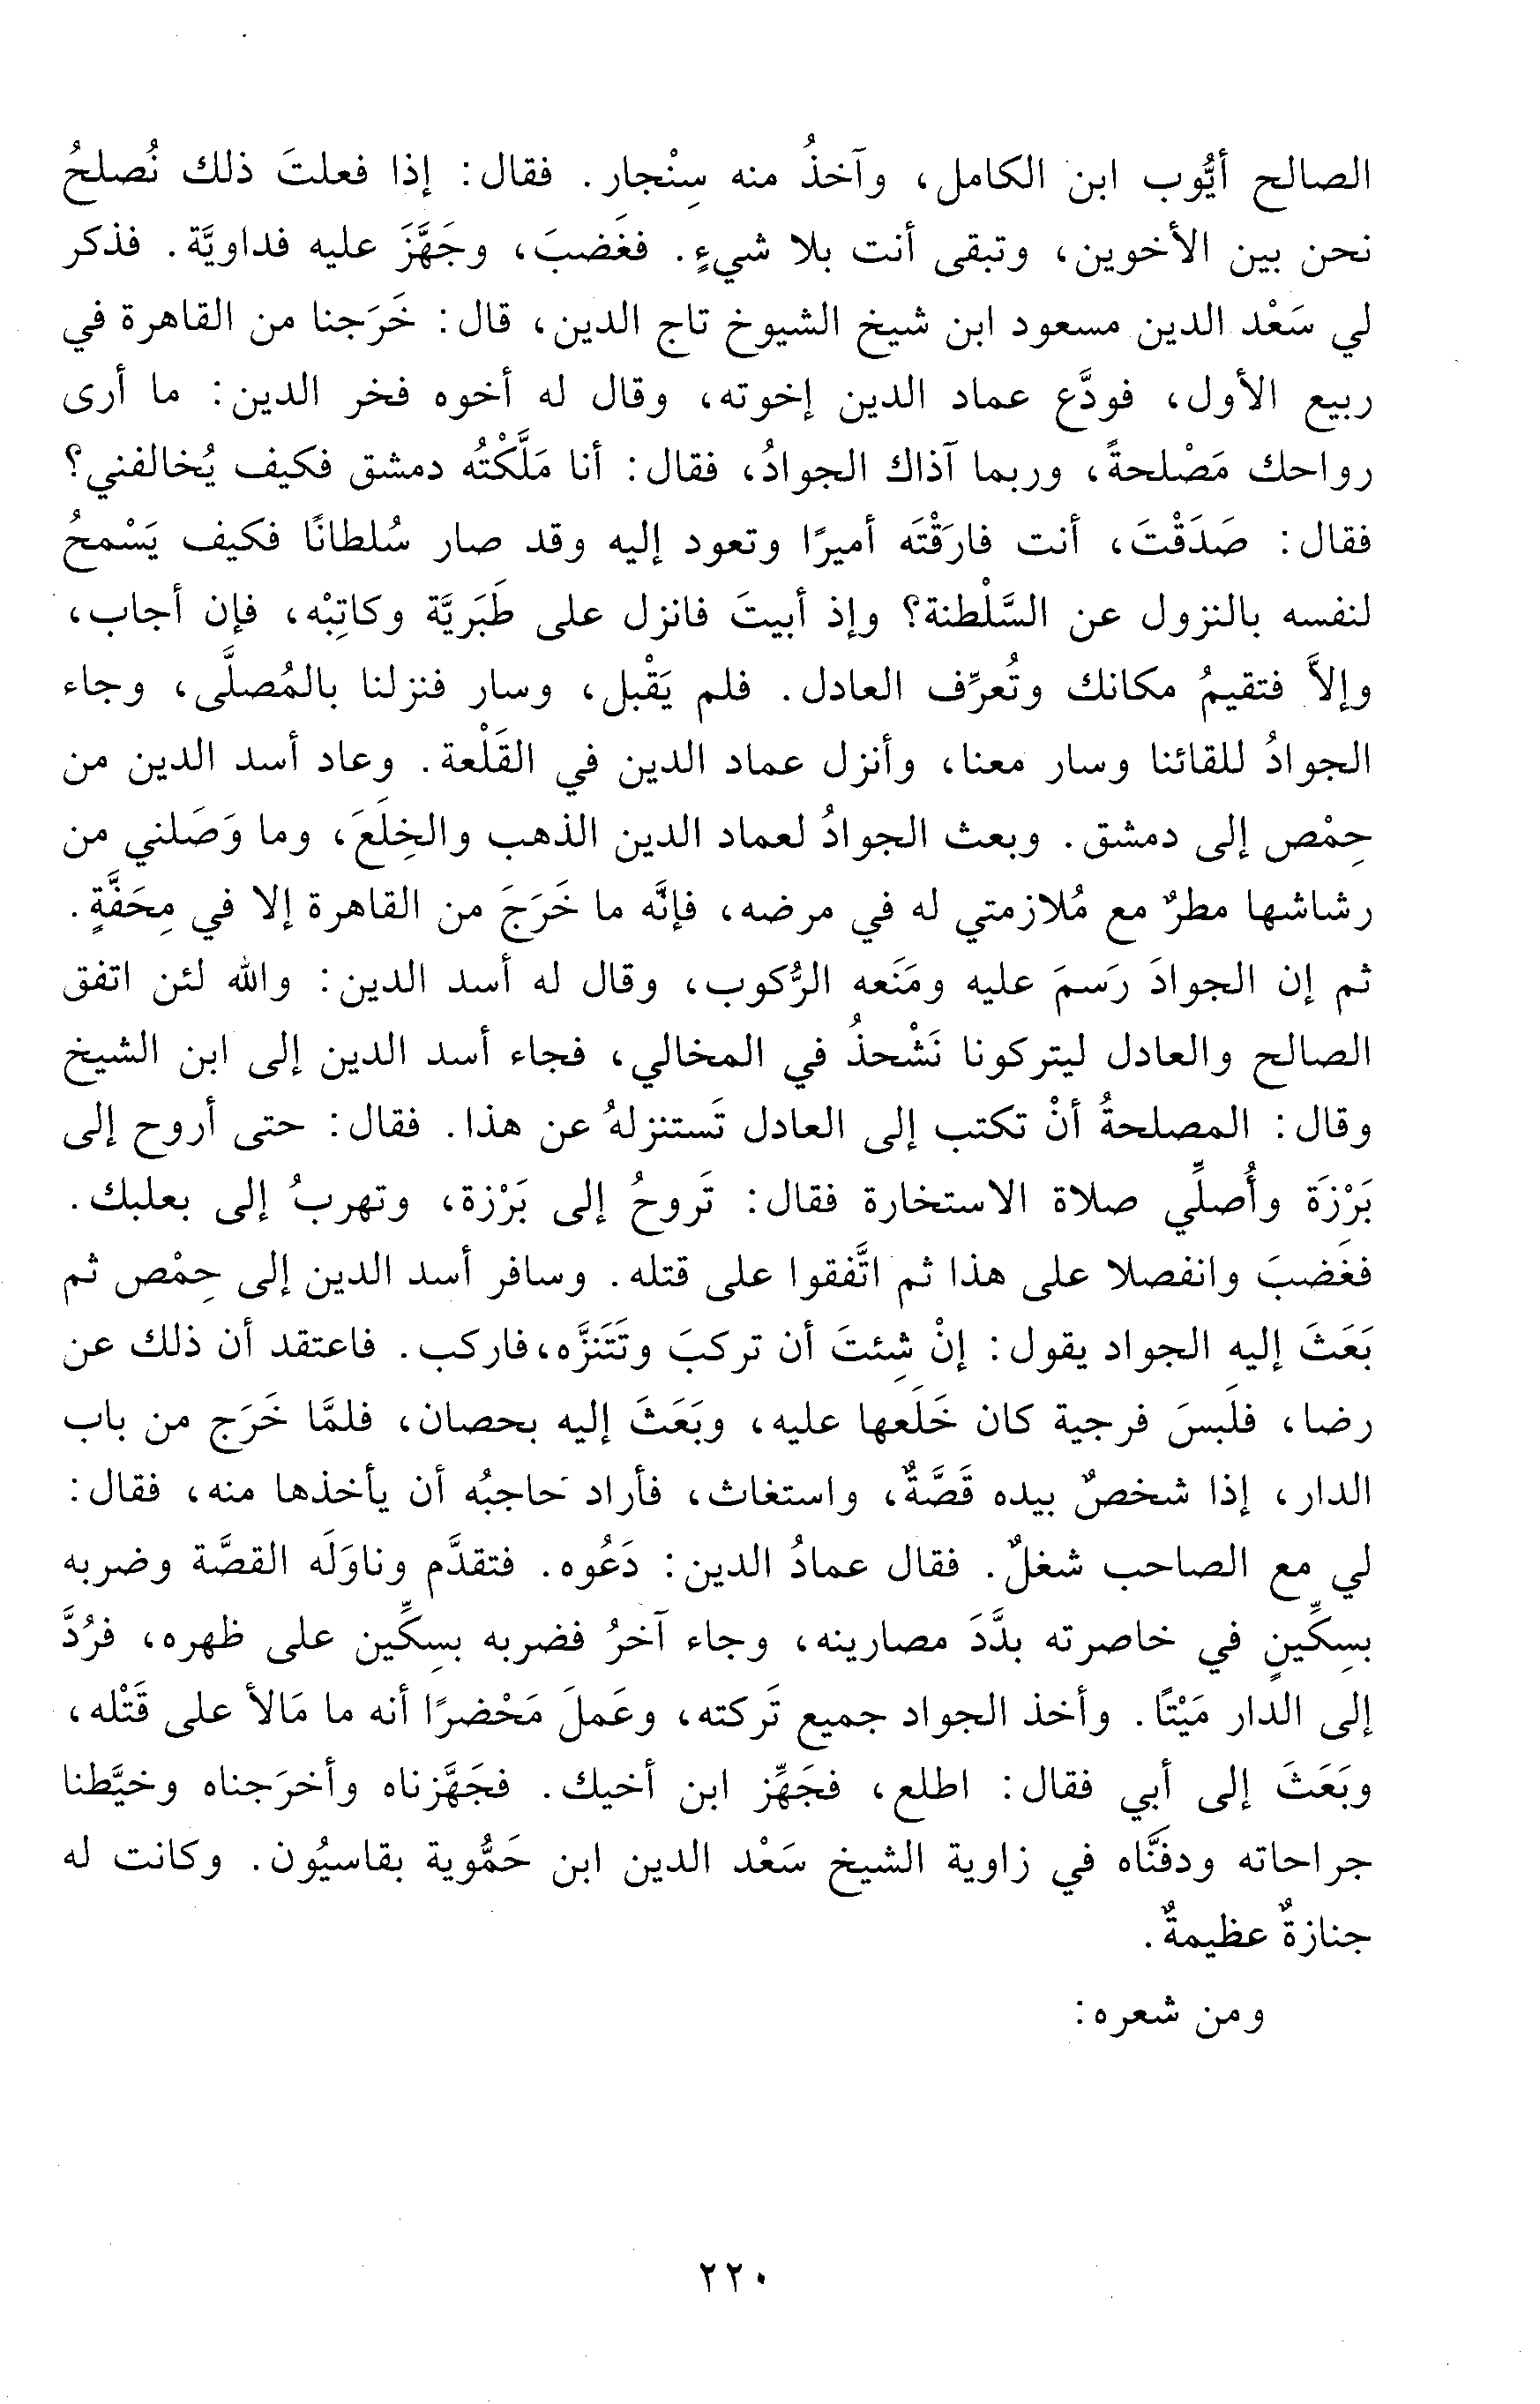 الصالح أيُّوب ابن الكامل، وآخذُ منه سِنْجار. فقال: إذا فعلتَ ذلك نُصلحُ
نحن بين الأخوين، وتبقى أنت بلا شيءٍ. فغَضبَ، وجَهَّزَ عليه فداويَّة. فذكر
لي سَعْد الدين مسعود ابن شيخ الشيوخ تاج الدين، قال: خَرَجنا من القاهرة في
ربيع الأول، فودَّع عماد الدين إخوته، وقال له أخوه فخر الدين: ما أرى
رواحك مَصْلحةً، وربما آذاك الجوادُ، فقال: أنا مَلَّكْتُه دمشق فكيف يُخالفني؟
فقال: صَدَقْتَ، أنت فارَقْتَه أميرًا وتعود إليه وقد صار سُلطانًا فكيف يَسْمحُ
لنفسه بالنزول عن السَّلْطنة؟ وإذ أبيتَ فانزل على طَبَريَّة وكاتِبْه، فإن أجاب،
وإلاَّ فتقيمُ مكانك وتُعرِّف العادل. فلم يَقْبل، وسار فنزلنا بالمُصلَّى، وجاء
الجوادُ للقائنا وسار معنا، وأنزل عماد الدين في القَلْعة. وعاد أسد الدين من
حِمْص إلى دمشق. وبعث الجوادُ لعماد الدين الذهب والخِلَعَ، وما وَصَلني من
رشاشها مطرٌ مع مُلازمتي له في مرضه، فإنَّه ما خَرَجَ من القاهرة إلا في مِحَفَّةٍ.
ثم إن الجوادَ رَسمَ عليه ومَنَعه الرُّكوب، وقال له أسد الدين: والله لئن اتفق
الصالح والعادل ليتركونا نَشْحذُ في المخالي، فجاء أسد الدين إلى ابن الشيخ
وقال: المصلحةُ أنْ تكتب إلى العادل تَستنزلهُ عن هذا. فقال: حتى أروح إلى
بَرْزَة وأُصلِّي صلاة الاستخارة فقال: تَروحُ إلى بَرْزة، وتهربُ إلى بعلبك.
فغَضبَ وانفصلا على هذا ثم اتَّفقوا على قتله. وسافر أسد الدين إلى حِمْص ثم
بَعَثَ إليه الجواد يقول: إنْ شِئتَ أن تركبَ وتَتَنزَّه،فاركب. فاعتقد أن ذلك عن
رضا، فلَبسَ فرجية كان خَلَعها عليه، وبَعَثَ إليه بحصان، فلمَّا خَرَج من باب
الدار، إذا شخصٌ بيده قَصَّةٌ، واستغاث، فأراد حاجبُه أن يأخذها منه، فقال:
لي مع الصاحب شغلٌ. فقال عمادُ الدين: دَعُوه. فتقدَّم وناوَلَه القصَّة وضربه
بسِكِّينٍ في خاصرته بدَّدَ مصارينه، وجاء آخرُ فضربه بسِكِّين على ظهره، فرُدَّ
إلى الدار مَيْتًا. وأخذ الجواد جميع تَركته، وعَملَ مَحْضرًا أنه ما مَالأ على قَتْله،
وبَعَثَ إلى أبي فقال: اطلع، فجَهِّز ابن أخيك. فجَهَّزناه وأخرَجناه وخيَّطنا
جراحاته ودفنَّاه في زاوية الشيخ سَعْد الدين ابن حَمُّوية بقاسيُون. وكانت له
جنازةٌ عظيمةٌ.
ومن شعره:
٢٢٠